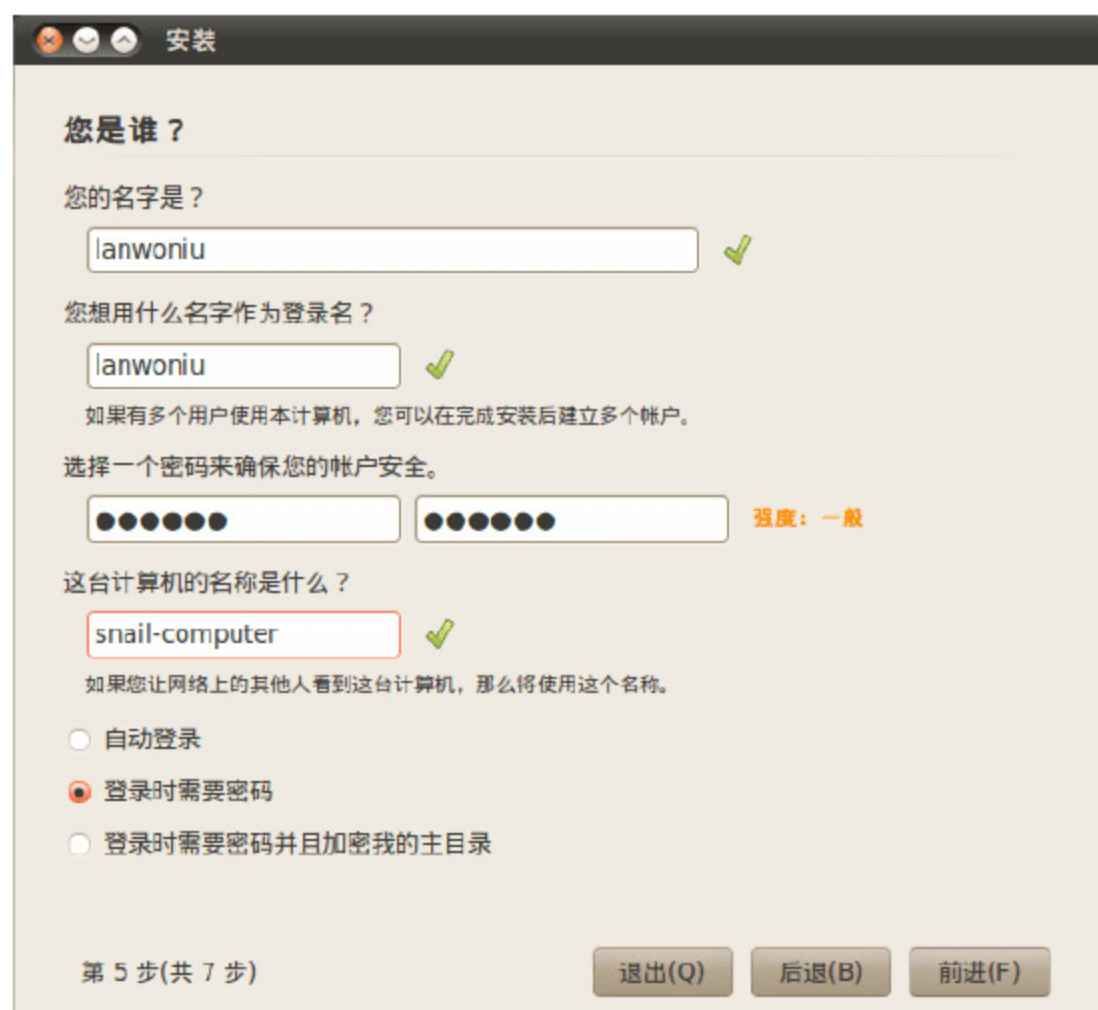 安装
您是谁？
您的名字是？
lanwoniu
您想用什么名字作为登录名？
lanwoniu
如果有多个用户使用本计算机，您可以在完成安装后建立多个帐户。
选择一个密码来确保您的帐户安全。
●●●●●● ●●●●●● 强度：一般
这台计算机的名称是什么？
snail-computer
如果您让网络上的其他人看到这台计算机，那么将使用这个名称。
自动登录
登录时需要密码
登录时需要密码并且加密我的主目录
第 5 步(共 7 步) 退出(Q) 后退(B) 前进(F)